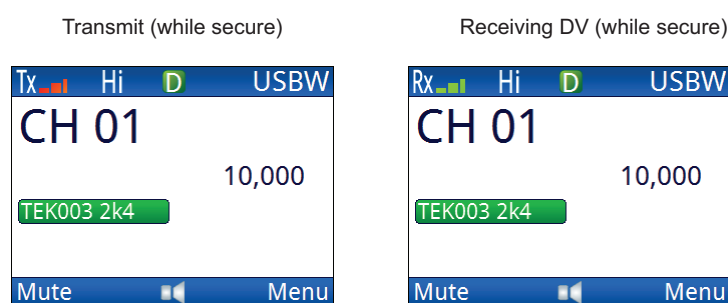 Transmit (while secure)
Tx Hi D USBW
CH 01
10,000
TEK003 2k4
Mute Menu
Receiving DV (while secure)
Rx Hi D USBW
CH 01
10,000
TEK003 2k4
Mute Menu